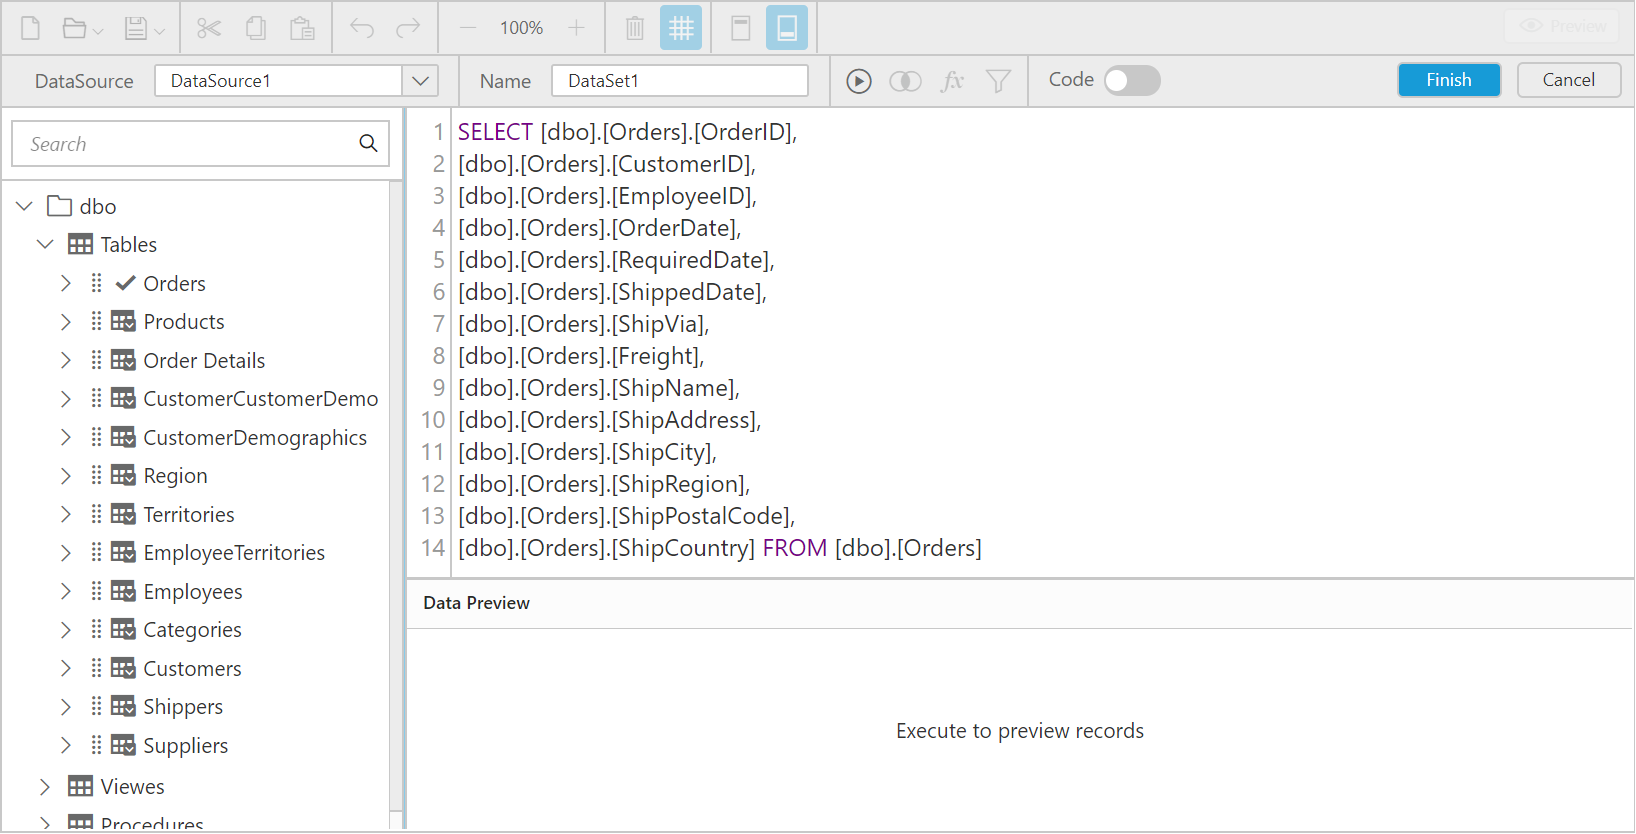 100%
Preview
DataSource
DataSource1
Name
DataSet1
fx
Code
Finish
Cancel
Search
dbo
Tables
Orders
Products
Order Details
CustomerCustomerDemo
CustomerDemographics
Region
Territories
EmployeeTerritories
Employees
Categories
Customers
Shippers
Suppliers
Viewes
Procedures
1 SELECT [dbo].[Orders].[OrderID],
2 [dbo].[Orders].[CustomerID],
3 [dbo].[Orders].[EmployeeID],
4 [dbo].[Orders].[OrderDate],
5 [dbo].[Orders].[RequiredDate],
6 [dbo].[Orders].[ShippedDate],
7 [dbo].[Orders].[ShipVia],
8 [dbo].[Orders].[Freight],
9 [dbo].[Orders].[ShipName],
10 [dbo].[Orders].[ShipAddress],
11 [dbo].[Orders].[ShipCity],
12 [dbo].[Orders].[ShipRegion],
13 [dbo].[Orders].[ShipPostalCode],
14 [dbo].[Orders].[ShipCountry] FROM [dbo].[Orders]
Data Preview
Execute to preview records